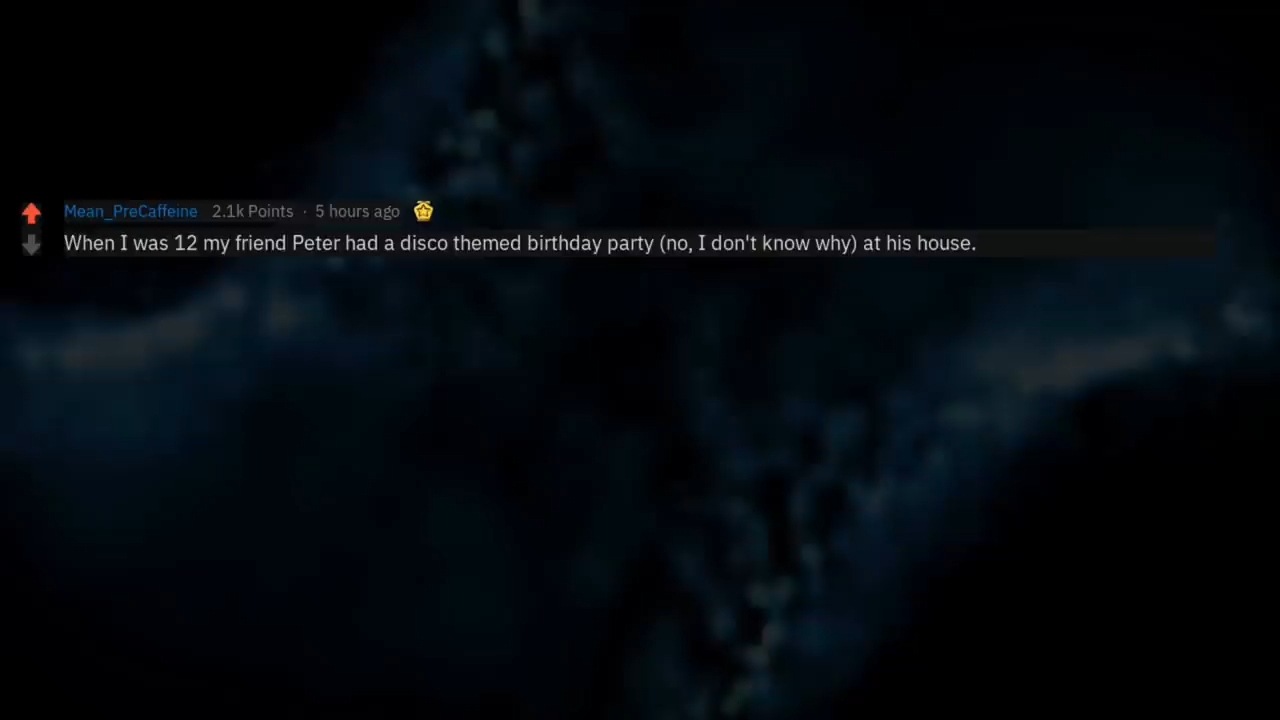 Mean_PreCaffeine 2.1k Points · 5 hours ago
When I was 12 my friend Peter had a disco themed birthday party (no, I don't know why) at his house.